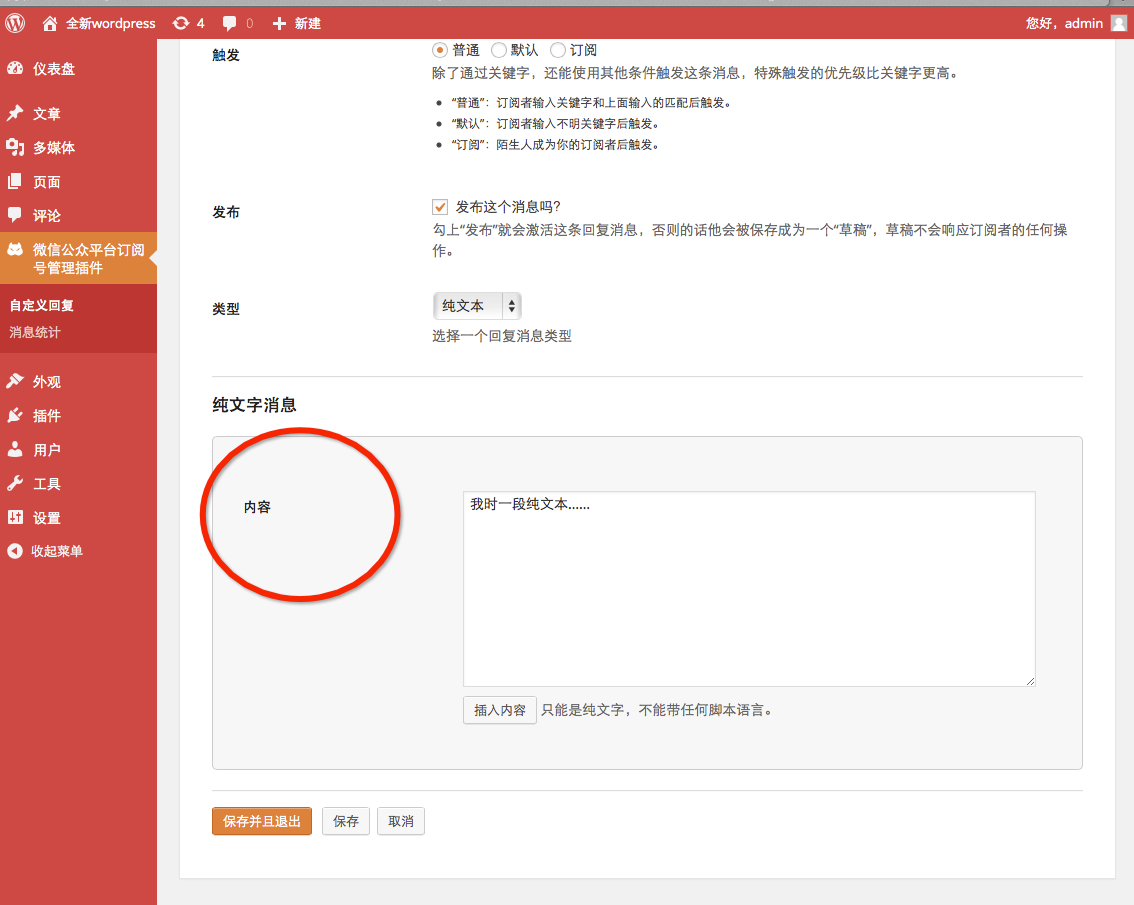 全新wordpress 4 0 新建 您好，admin
仪表盘
文章
多媒体
页面
评论
微信公众平台订阅
号管理插件
自定义回复
消息统计
外观
插件
用户
工具
设置
收起菜单
触发
普通 默认 订阅
除了通过关键字，还能使用其他条件触发这条消息，特殊触发的优先级比关键字更高。
“普通”：订阅者输入关键字和上面输入的匹配后触发。
“默认”：订阅者输入不明关键字后触发。
“订阅”：陌生人成为你的订阅者后触发。
发布
发布这个消息吗?
勾上“发布”就会激活这条回复消息，否则的话他会被保存成为一个“草稿”，草稿不会响应订阅者的任何操
作。
类型
纯文本
选择一个回复消息类型
纯文字消息
内容
我时一段纯文本......
插入内容 只能是纯文字，不能带任何脚本语言。
保存并且退出 保存 取消